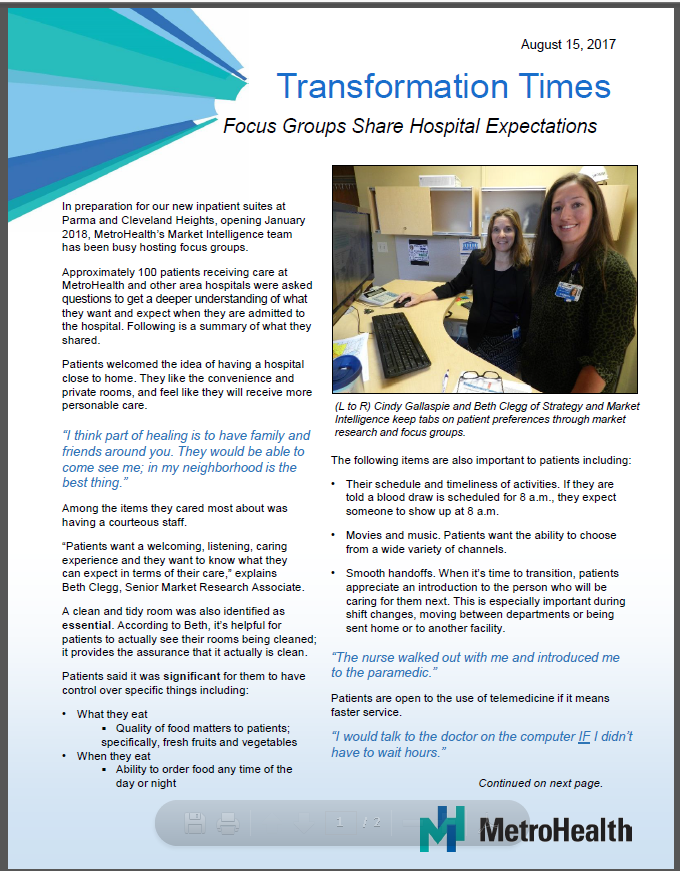 August 15, 2017
Transformation Times
Focus Groups Share Hospital Expectations
In preparation for our new inpatient suites at
Parma and Cleveland Heights, opening January
2018, MetroHealth's Market Intelligence team
has been busy hosting focus groups.
Approximately 100 patients receiving care at
MetroHealth and other area hospitals were asked
questions to get a deeper understanding of what
they want and expect when they are admitted to
the hospital. Following is a summary of what they
shared.
Patients welcomed the idea of having a hospital
close to home. They like the convenience and
private rooms, and feel like they will receive more
personable care.
“I think part of healing is to have family and
friends around you. They would be able to
come see me; in my neighborhood is the
best thing.”
Among the items they cared most about was
having a courteous staff.
“Patients want a welcoming, listening, caring
experience and they want to know what they
can expect in terms of their care,” explains
Beth Clegg, Senior Market Research Associate.
A clean and tidy room was also identified as
essential. According to Beth, it's helpful for
patients to actually see their rooms being cleaned;
it provides the assurance that it actually is clean.
Patients said it was significant for them to have
control over specific things including:
• What they eat
▪ Quality of food matters to patients;
specifically, fresh fruits and vegetables
• When they eat
▪ Ability to order food any time of the
day or night
(L to R) Cindy Gallaspie and Beth Clegg of Strategy and Market
Intelligence keep tabs on patient preferences through market
research and focus groups.
The following items are also important to patients including:
• Their schedule and timeliness of activities. If they are
told a blood draw is scheduled for 8 a.m., they expect
someone to show up at 8 a.m.
• Movies and music. Patients want the ability to choose
from a wide variety of channels.
• Smooth handoffs. When it's time to transition, patients
appreciate an introduction to the person who will be
caring for them next. This is especially important during
shift changes, moving between departments or being
sent home or to another facility.
“The nurse walked out with me and introduced me
to the paramedic.”
Patients are open to the use of telemedicine if it means
faster service.
“I would talk to the doctor on the computer IF I didn't
have to wait hours.”
Continued on next page.
1 / 2
MetroHealth